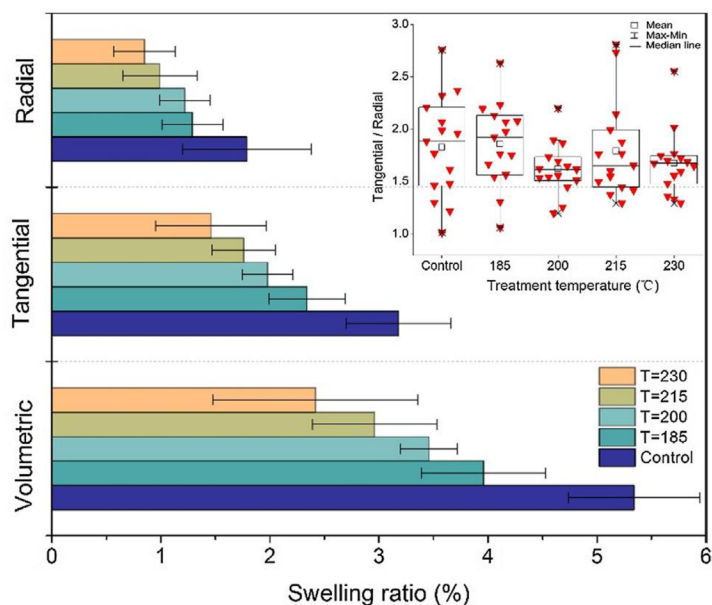 Radial
Tangential
Volumetric
0 1 2 3 4 5 6
Swelling ratio (%)
T=230
T=215
T=200
T=185
Control
Tangential / Radial
3.0
2.5
2.0
1.5
1.0
Mean
Max-Min
Median line
Control 185 200 215 230
Treatment temperature (℃)